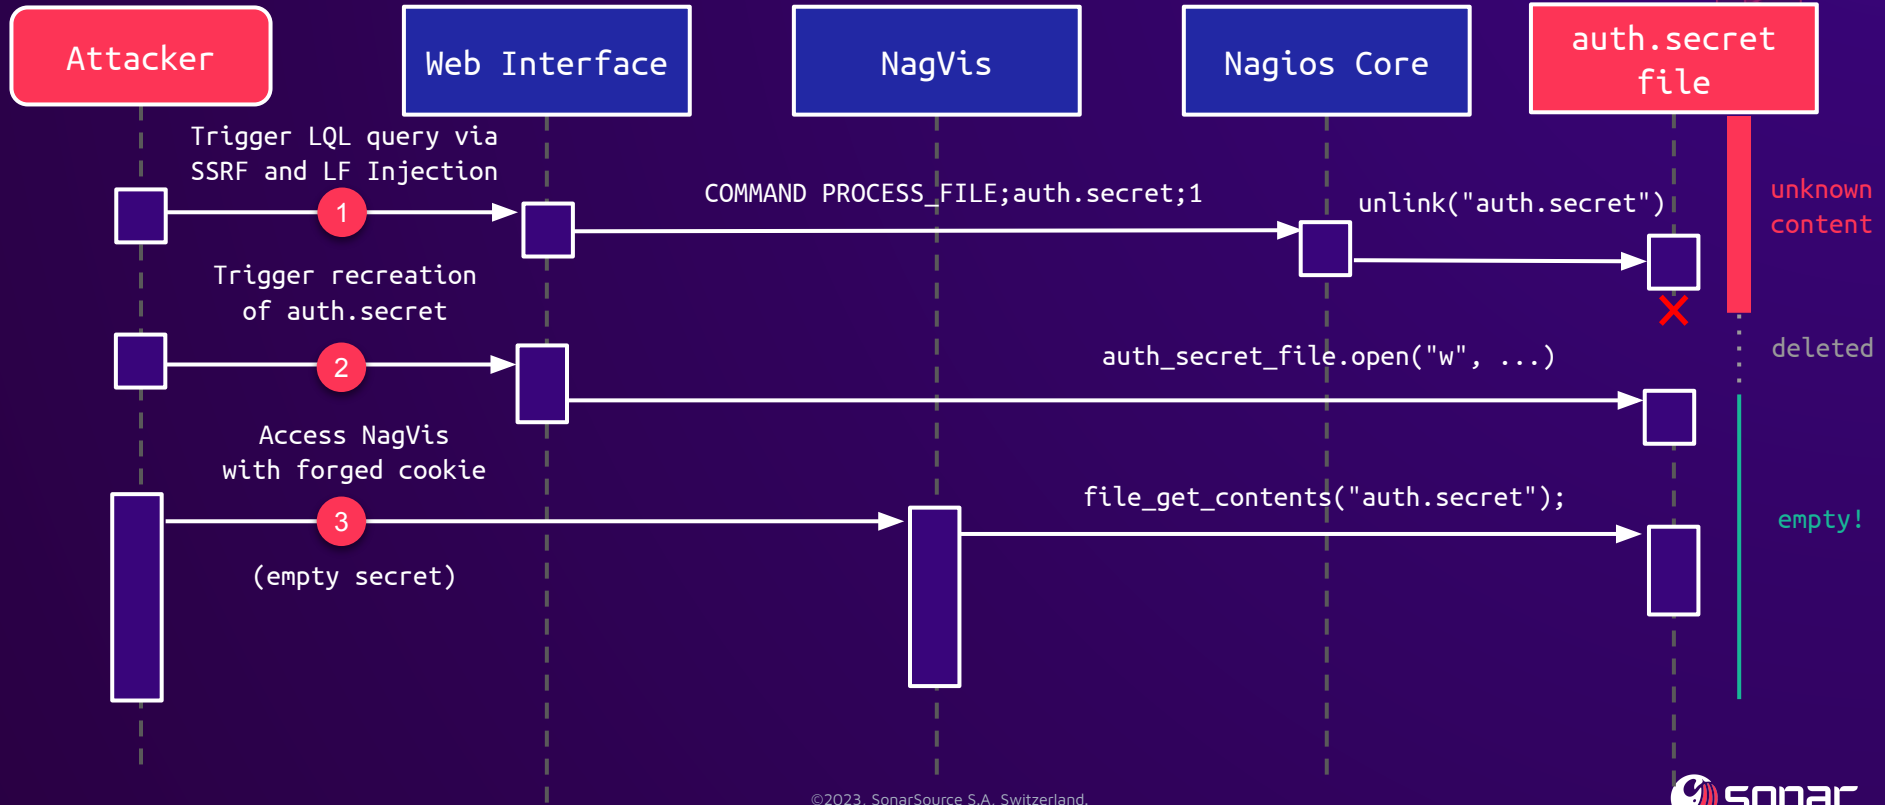 Attacker
Web Interface
NagVis
Nagios Core
auth.secret
file
Trigger LQL query via
SSRF and LF Injection
1
COMMAND PROCESS_FILE;auth.secret;1
unlink("auth.secret")
unknown
content
Trigger recreation
of auth.secret
2
auth_secret_file.open("w", ...)
deleted
Access NagVis
with forged cookie
3
(empty secret)
file_get_contents("auth.secret");
empty!
©2023, SonarSource S.A, Switzerland.
sonar